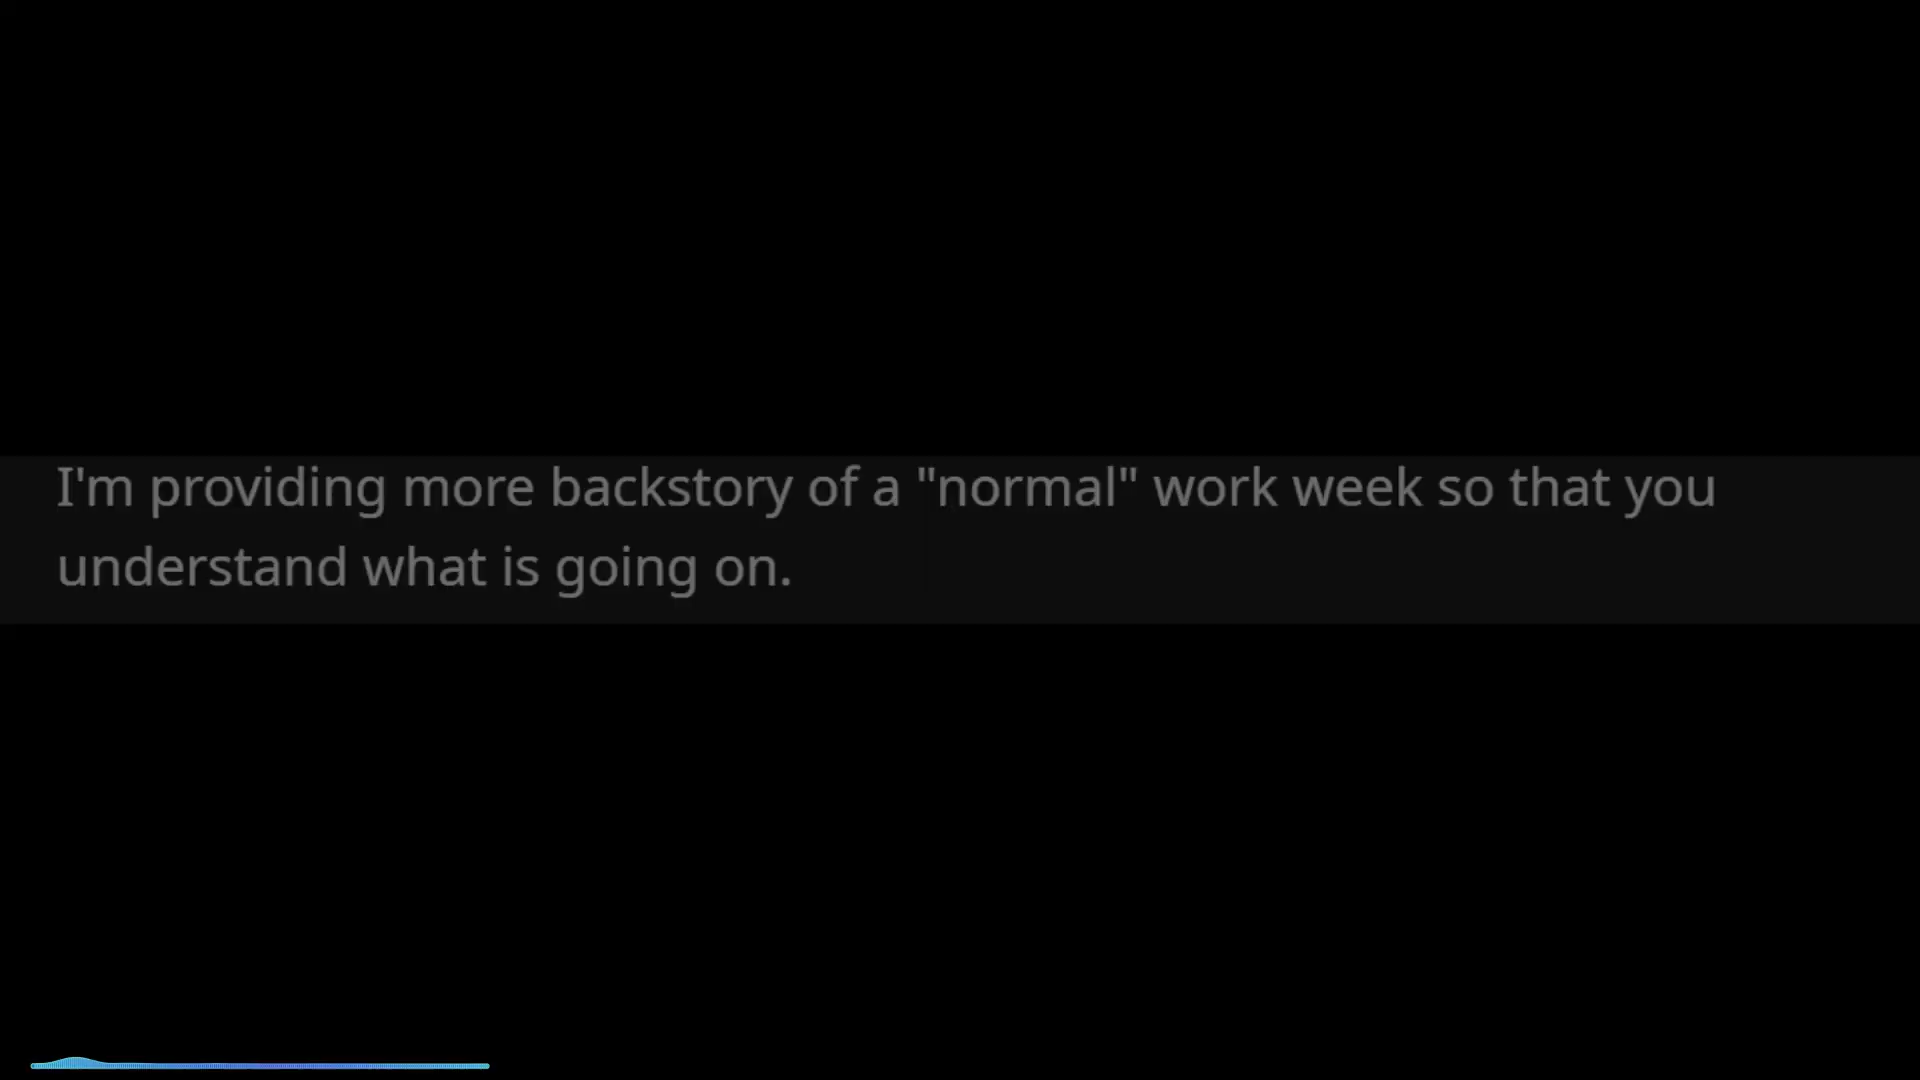 I'm providing more backstory of a "normal" work week so that you
understand what is going on.